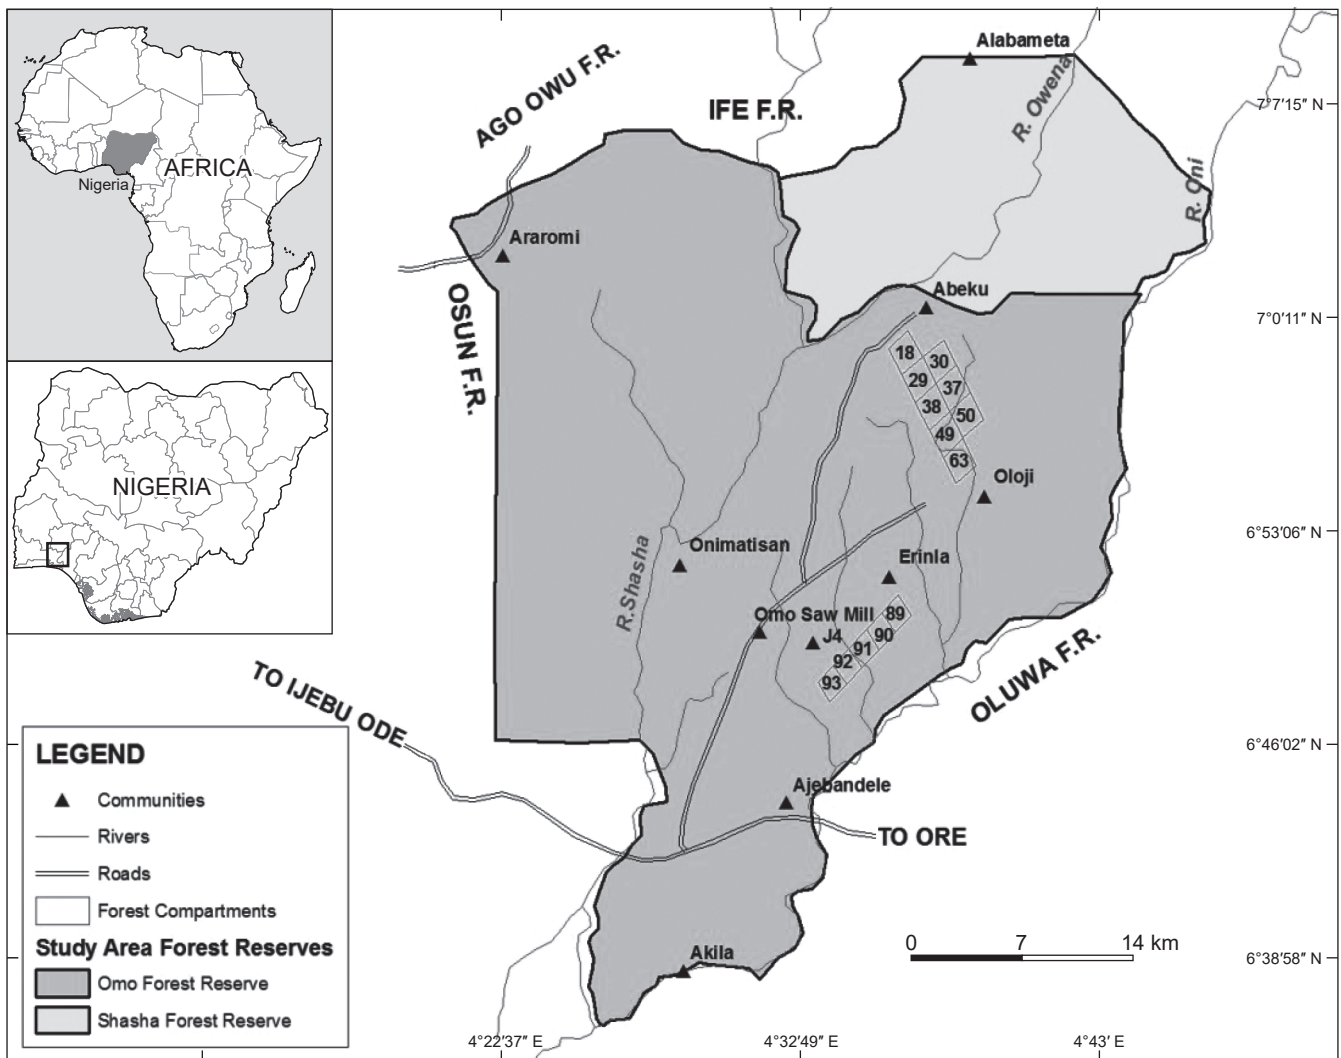 AFRICA
Nigeria
NIGERIA
AGO OWU F.R.
IFE F.R.
Alabameta
R. Owena
R. Oni
7°7′15″ N
Araromi
OSUN F.R.
Abeku
7°0′11″ N
18
30
29
37
38
50
49
63
Oloji
6°53′06″ N
Onimatisan
R.Shasha
Erinla
Omo Saw Mill
89
J4
90
91
92
93
OLUWA F.R.
TO IJEBU ODE
6°46′02″ N
Ajebandele
TO ORE
Akila
0 7 14 km
6°38′58″ N
4°22′37″ E
4°32′49″ E
4°43′ E
LEGEND
Communities
Rivers
Roads
Forest Compartments
Study Area Forest Reserves
Omo Forest Reserve
Shasha Forest Reserve